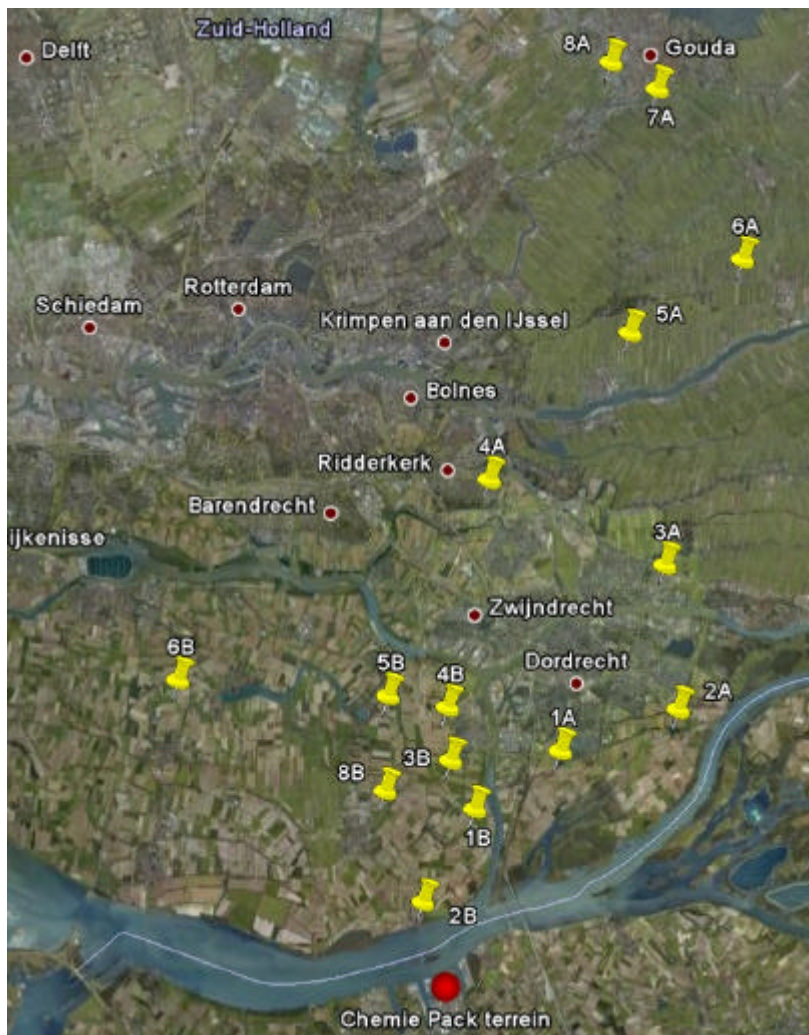 Zuid-Holland
Delft
8A
Gouda
7A
6A
Rotterdam
Schiedam
Krimpen aan den IJssel
5A
Bolnes
4A
Ridderkerk
Barendrecht
3A
ijkenisse
Zwijndrecht
6B
5B
4B
Dordrecht
2A
1A
3B
8B
1B
2B
Chemie Pack terrein